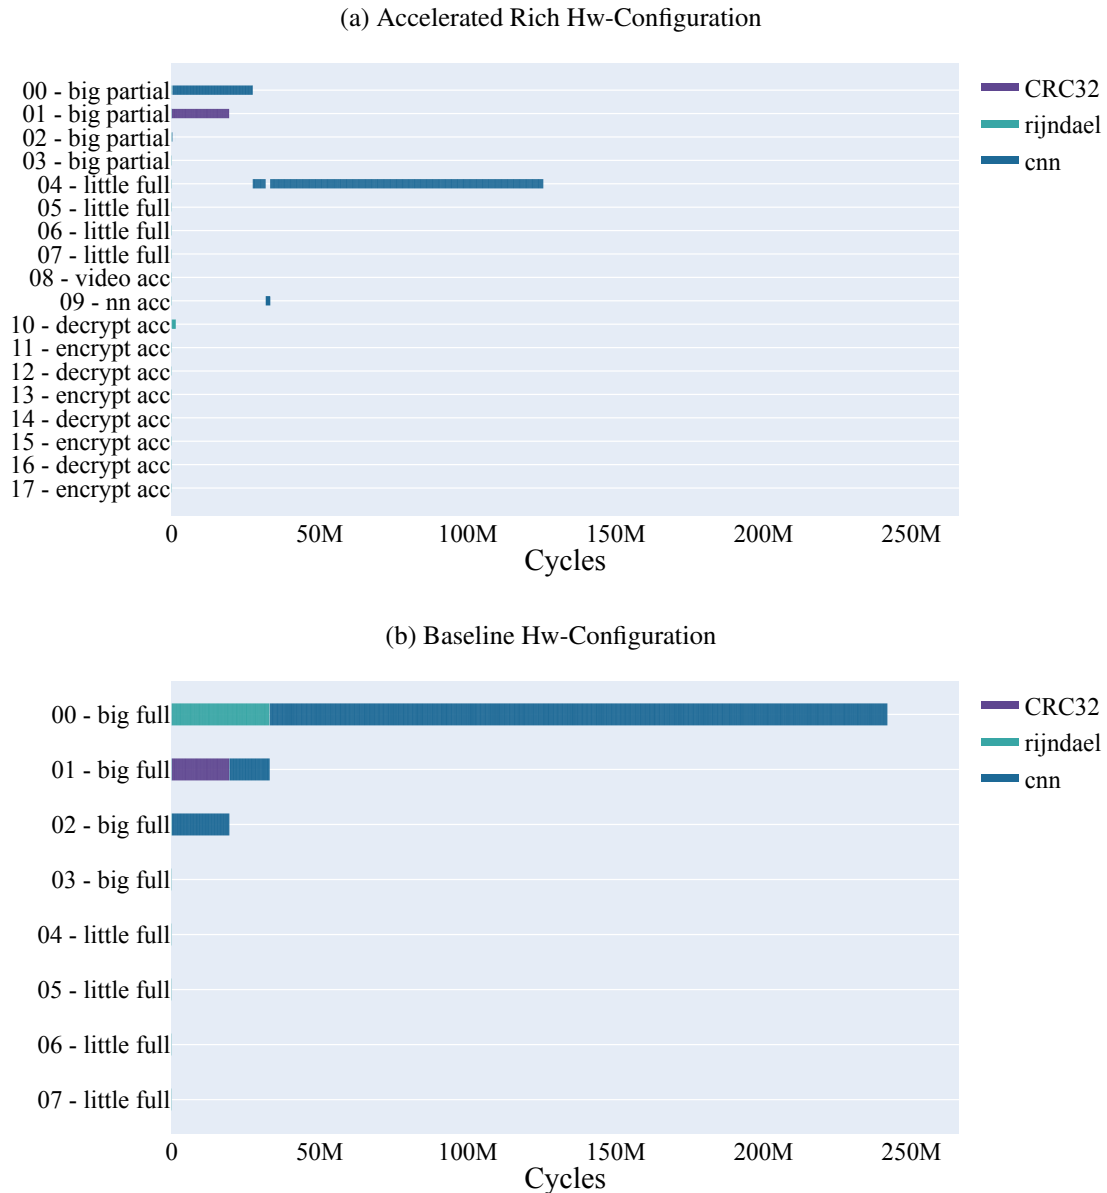 (a) Accelerated Rich Hw-Configuration
00 - big partial
01 - big partial
02 - big partial
03 - big partial
04 - little full
05 - little full
06 - little full
07 - little full
08 - video acc
09 - nn acc
10 - decrypt acc
11 - encrypt acc
12 - decrypt acc
13 - encrypt acc
14 - decrypt acc
15 - encrypt acc
16 - decrypt acc
17 - encrypt acc
0 50M 100M 150M 200M 250M
Cycles
CRC32
rijndael
cnn
(b) Baseline Hw-Configuration
00 - big full
01 - big full
02 - big full
03 - big full
04 - little full
05 - little full
06 - little full
07 - little full
0 50M 100M 150M 200M 250M
Cycles
CRC32
rijndael
cnn